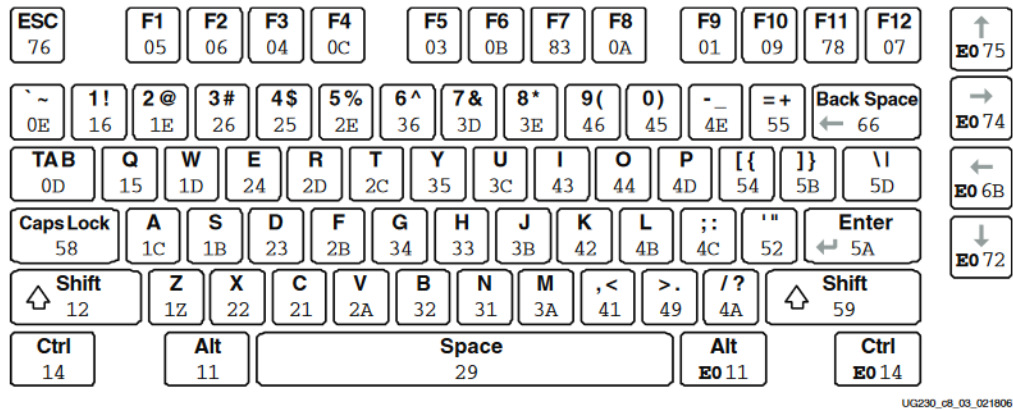 ESC F1 F2 F3 F4 F5 F6 F7 F8 F9 F10 F11 F12 ↑
76 05 06 04 0C 03 0B 83 0A 01 09 78 07 E0 75
` ~ 1 ! 2 @ 3 # 4 $ 5 % 6 ^ 7 & 8 * 9 ( 0 ) - _ = + Back Space →
0E 16 1E 26 25 2E 36 3D 3E 46 45 4E 55 ← 66 E0 74
TAB Q W E R T Y U I O P [ { ] } \ | ←
0D 15 1D 24 2D 2C 35 3C 43 44 4D 54 5B 5D E0 6B
Caps Lock A S D F G H J K L ; : ' " Enter ↓
58 1C 1B 23 2B 34 33 3B 42 4B 4C 52 ↵ 5A E0 72
Shift Z X C V B N M , < > . / ? Shift
12 1Z 22 21 2A 32 31 3A 41 49 4A 59
Ctrl Alt Space Alt Ctrl
14 11 29 E0 11 E0 14
UG230_c8_03_021806